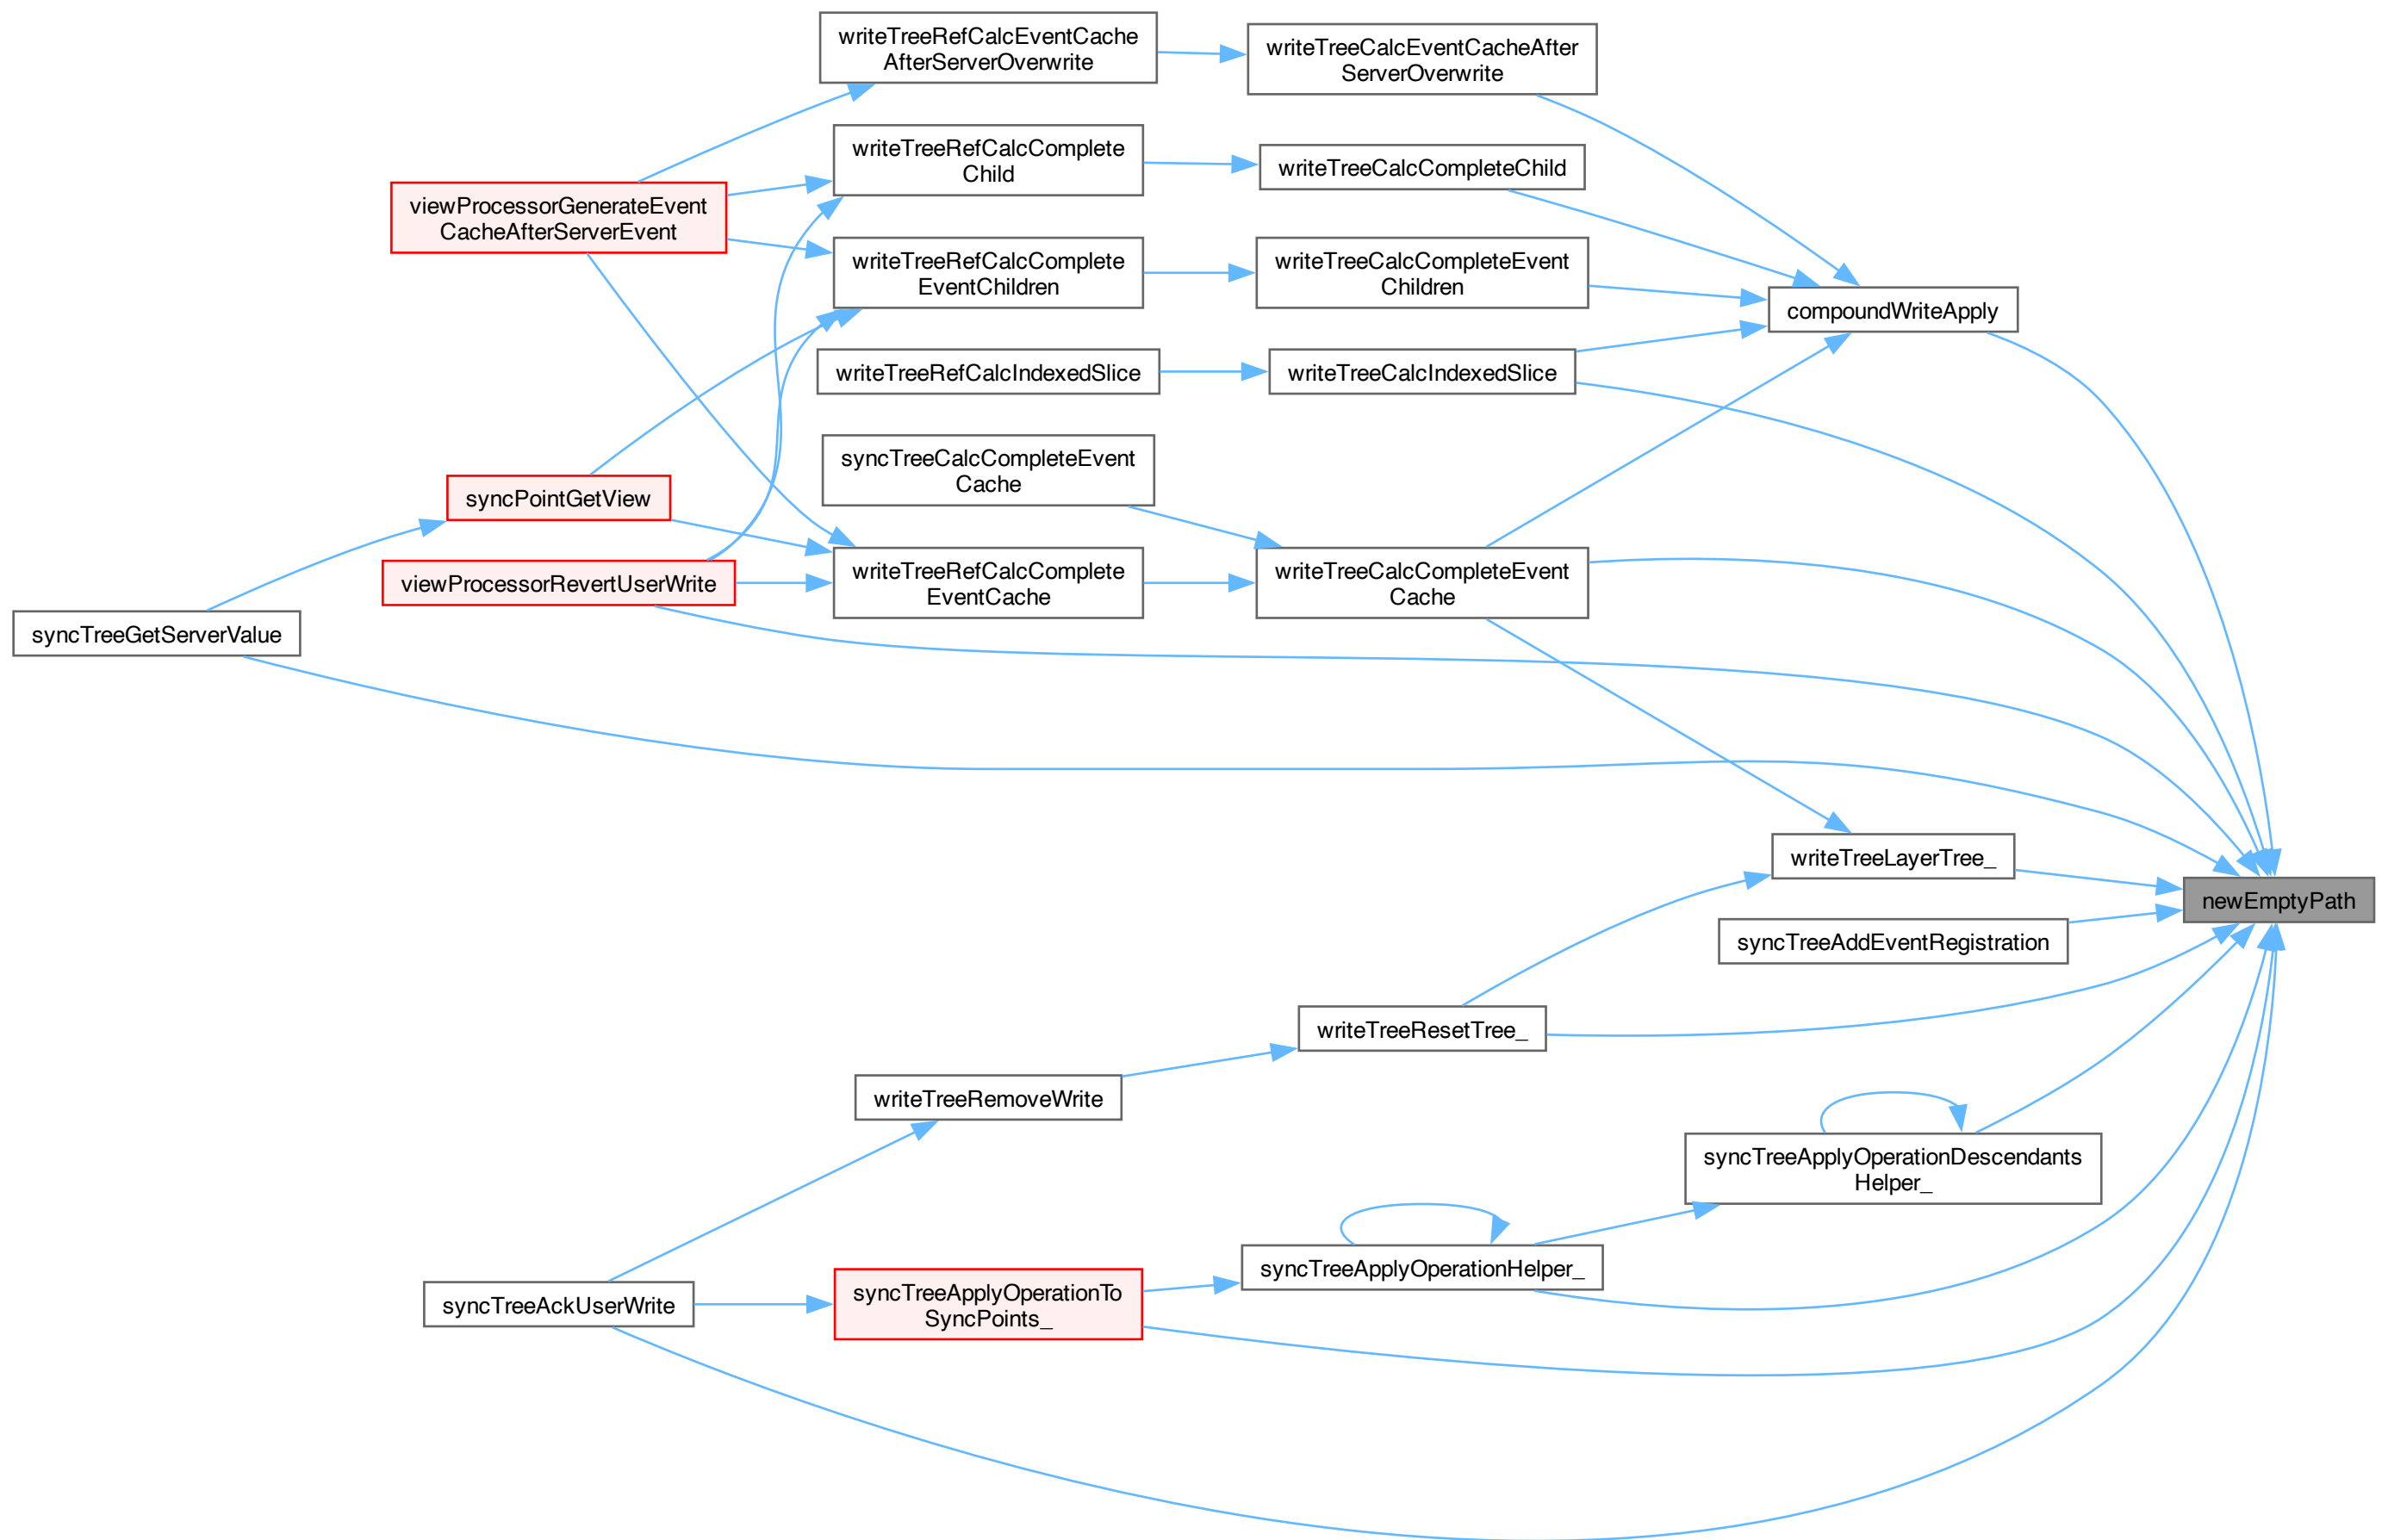 writeTreeRefCalcEventCache
AfterServerOverwrite
writeTreeCalcEventCacheAfter
ServerOverwrite
writeTreeRefCalcComplete
Child
writeTreeCalcCompleteChild
viewProcessorGenerateEvent
CacheAfterServerEvent
writeTreeRefCalcComplete
EventChildren
writeTreeCalcCompleteEvent
Children
compoundWriteApply
writeTreeRefCalcIndexedSlice
writeTreeCalcIndexedSlice
syncTreeCalcCompleteEvent
Cache
syncPointGetView
viewProcessorRevertUserWrite
writeTreeRefCalcComplete
EventCache
writeTreeCalcCompleteEvent
Cache
syncTreeGetServerValue
writeTreeLayerTree_
newEmptyPath
syncTreeAddEventRegistration
writeTreeResetTree_
writeTreeRemoveWrite
syncTreeApplyOperationDescendants
Helper_
syncTreeApplyOperationHelper_
syncTreeApplyOperationTo
SyncPoints_
syncTreeAckUserWrite